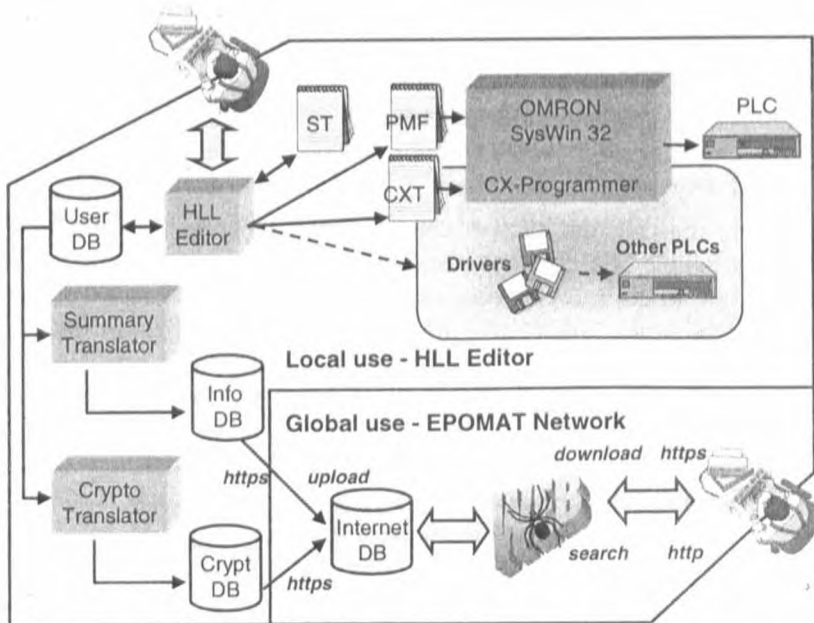 ST
PMF
OMRON
SysWin 32
PLC
CXT
CX-Programmer
User
DB
HLL
Editor
Drivers
Other PLCs
Summary
Translator
Local use - HLL Editor
Info
DB
Global use - EPOMAT Network
download
https
https
upload
Crypto
Translator
Internet
DB
search
http
Crypt
DB
https